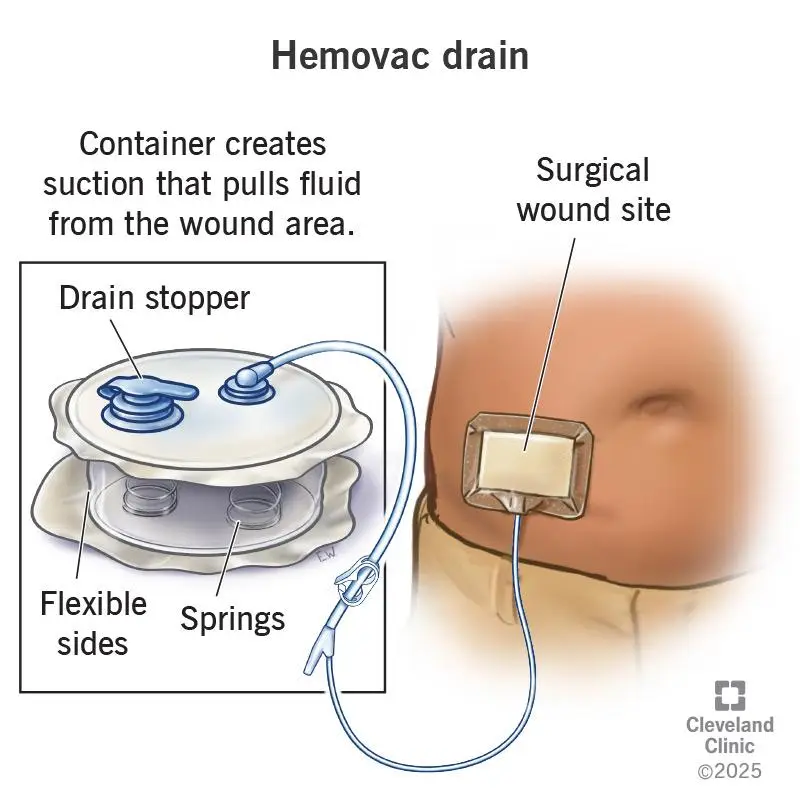 Hemovac drain
Container creates
suction that pulls fluid
from the wound area.
Surgical
wound site
Drain stopper
Flexible
sides
Springs
EW
Cleveland
Clinic
©2025